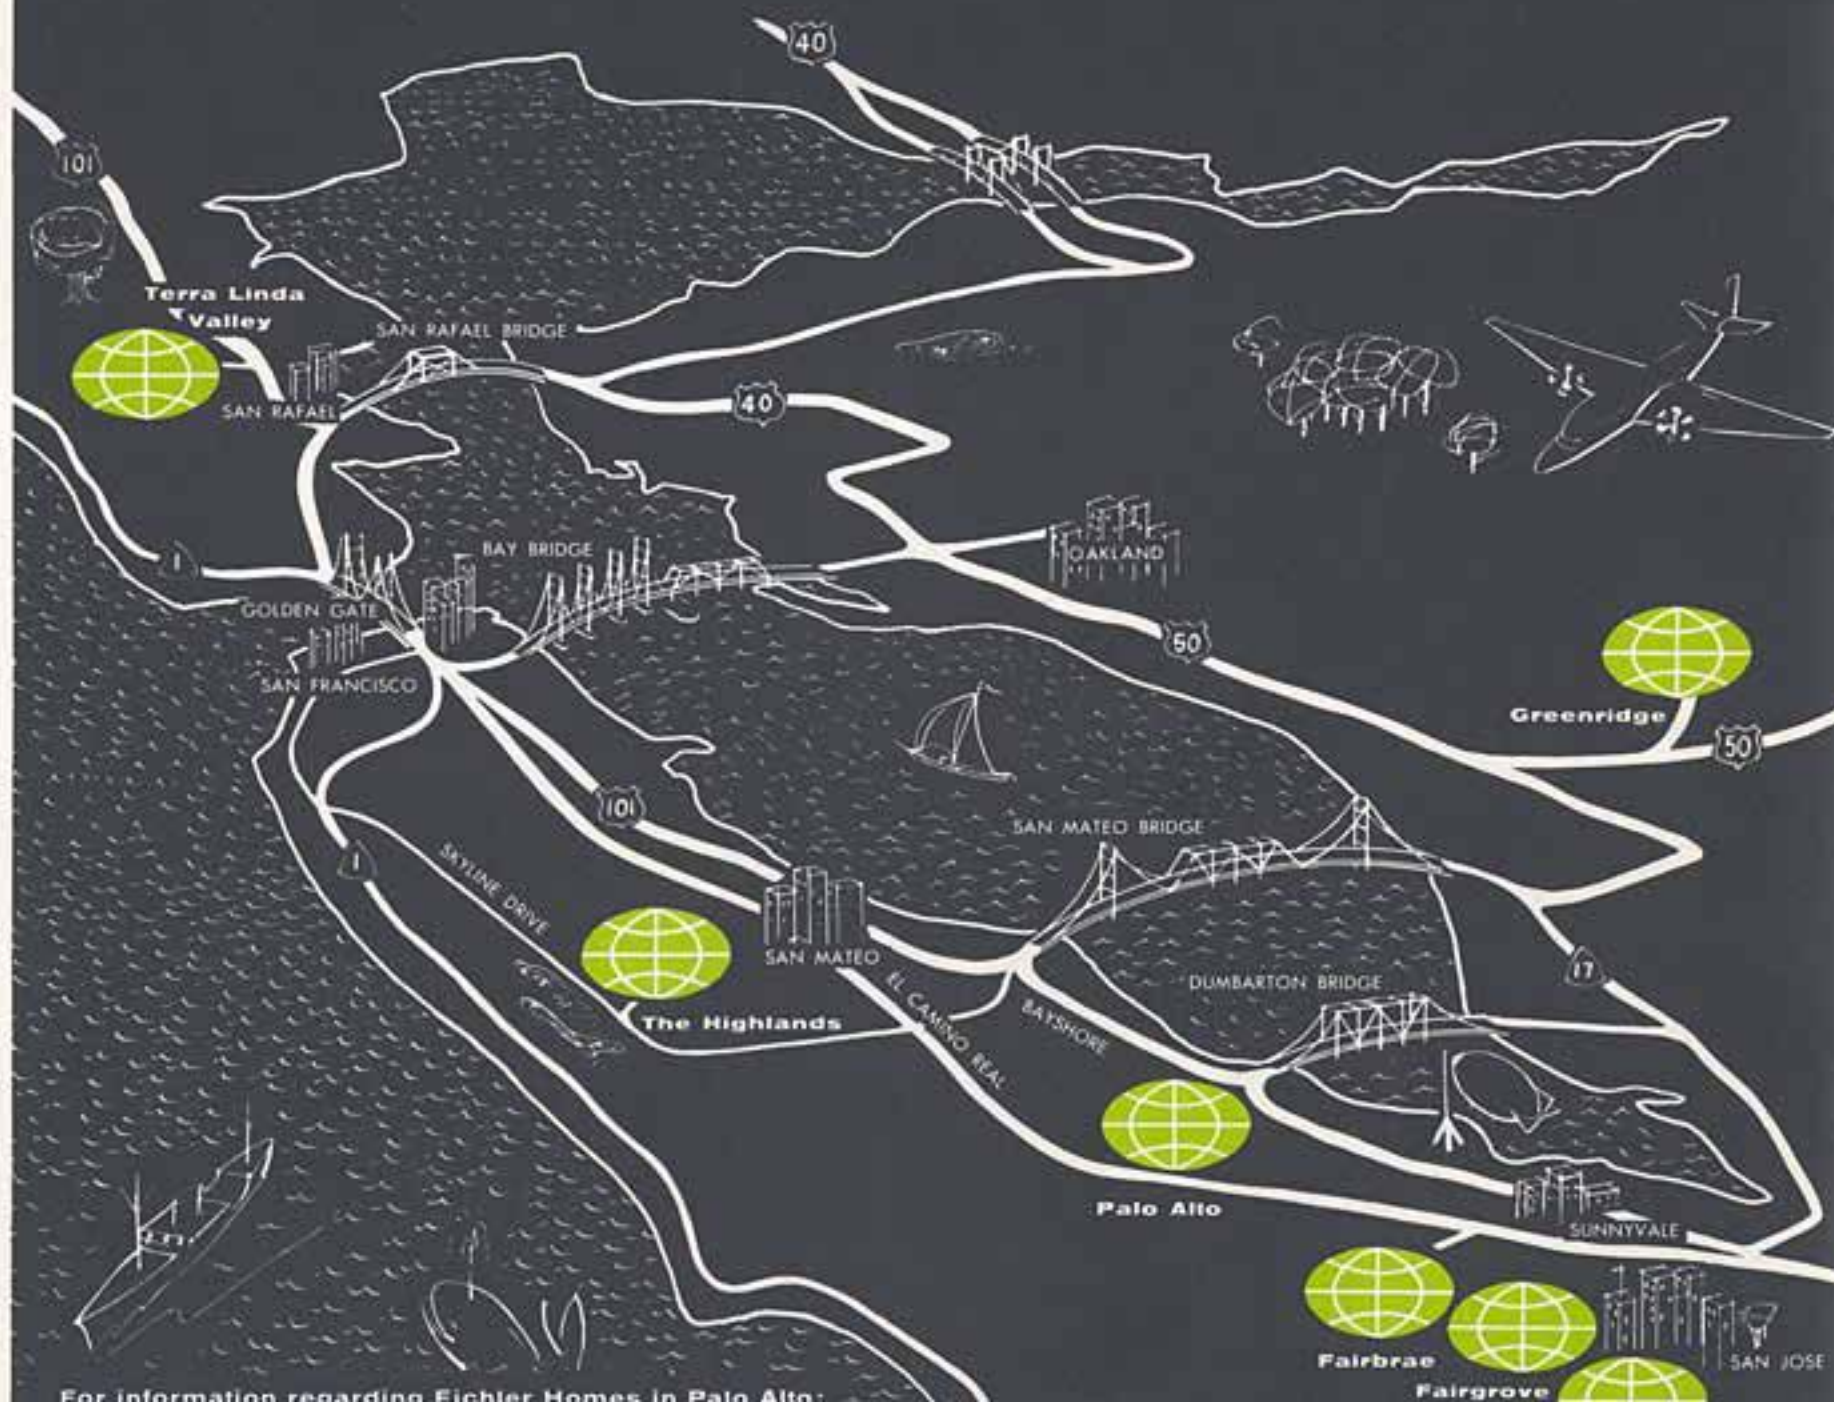 40
101
Terra Linda
Valley
SAN RAFAEL BRIDGE
SAN RAFAEL
40
BAY BRIDGE
OAKLAND
1
GOLDEN GATE
50
SAN FRANCISCO
Greenridge
50
101
SAN MATEO BRIDGE
1
SKYLINE DRIVE
SAN MATEO
17
DUMBARTON BRIDGE
EL CAMINO REAL
BAYSHORE
The Highlands
Palo Alto
SUNNYVALE
Fairbrae
SAN JOSE
Fairgrove
For information regarding Eichler Homes in Palo Alto: